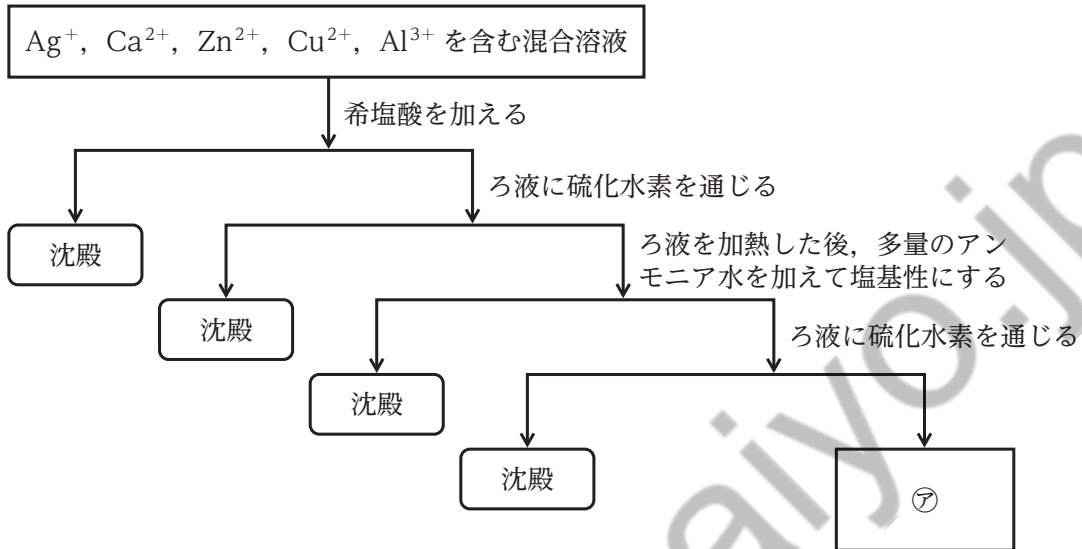 Ag⁺, Ca²⁺, Zn²⁺, Cu²⁺, Al³⁺ を含む混合溶液
希塩酸を加える
ろ液に硫化水素を通じる
沈殿
ろ液を加熱した後，多量のアン
モニア水を加えて塩基性にする
沈殿
ろ液に硫化水素を通じる
沈殿
沈殿
㋐
aiyo.jp